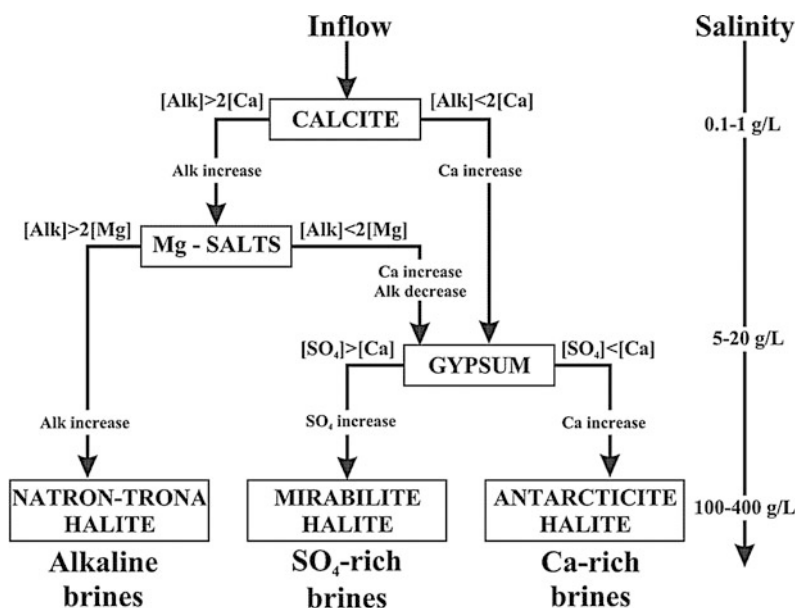 Inflow
Salinity
[Alk]>2[Ca]
[Alk]<2[Ca]
CALCITE
0.1-1 g/L
Alk increase
Ca increase
[Alk]>2[Mg]
[Alk]<2[Mg]
Mg - SALTS
Ca increase
Alk decrease
5-20 g/L
[SO₄]>[Ca]
[SO₄]<[Ca]
GYPSUM
Alk increase
SO₄ increase
Ca increase
NATRON-TRONA
HALITE
MIRABILITE
HALITE
ANTARCTICITE
HALITE
100-400 g/L
Alkaline
brines
SO₄-rich
brines
Ca-rich
brines